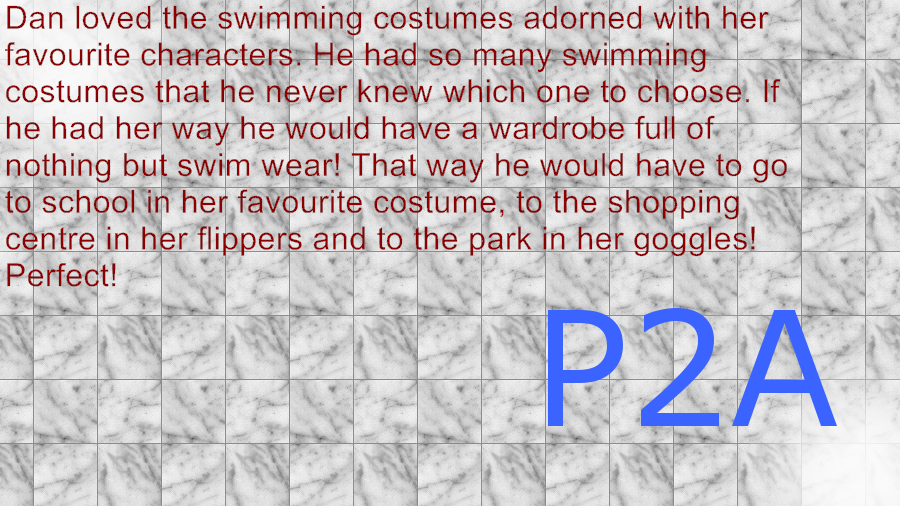 Dan loved the swimming costumes adorned with her
favourite characters. He had so many swimming
costumes that he never knew which one to choose. If
he had her way he would have a wardrobe full of
nothing but swim wear! That way he would have to go
to school in her favourite costume, to the shopping
centre in her flippers and to the park in her goggles!
Perfect!
P2A